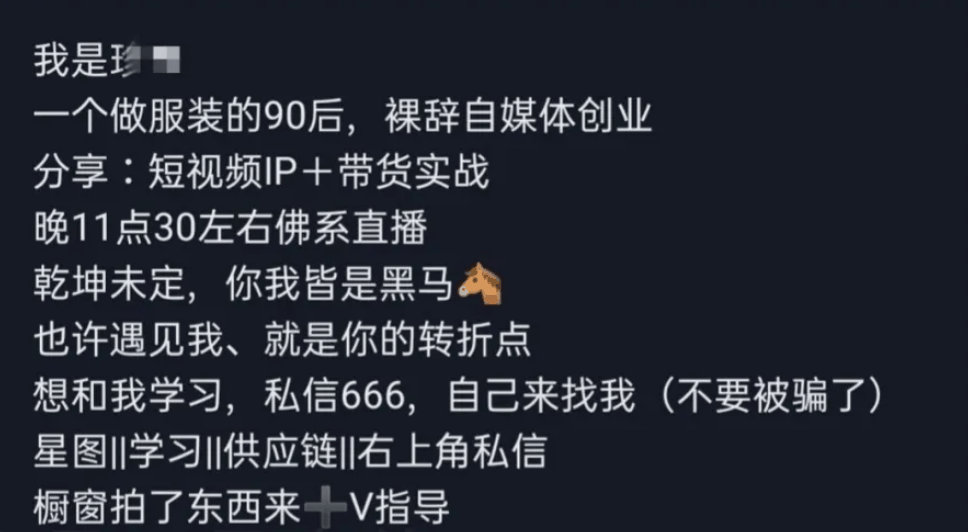 我是珍
一个做服装的90后，裸辞自媒体创业
分享：短视频IP＋带货实战
晚11点30左右佛系直播
乾坤未定，你我皆是黑马🐴
也许遇见我、就是你的转折点
想和我学习，私信666，自己来找我（不要被骗了）
星图||学习||供应链||右上角私信
橱窗拍了东西来➕V指导